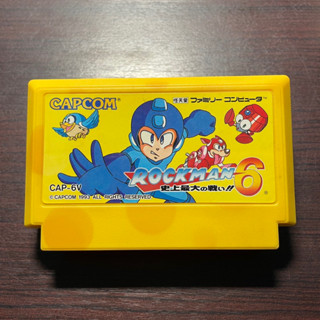 CAPCOM
任天堂 ファミリー コンピュータ
ROCKMAN 6
史上最大の戦い!!
CAP-6V
© CAPCOM 1993 ALL RIGHTS RESERVED.